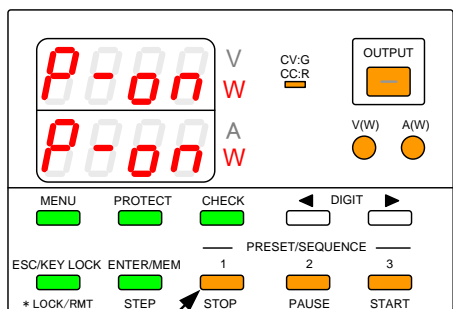 P-on
V
W
CV:G
CC:R
OUTPUT
P-on
A
W
V(W) A(W)
MENU PROTECT CHECK ◀ DIGIT ▶
PRESET/SEQUENCE
ESC/KEY LOCK ENTER/MEM 1 2 3
* LOCK/RMT STEP STOP PAUSE START